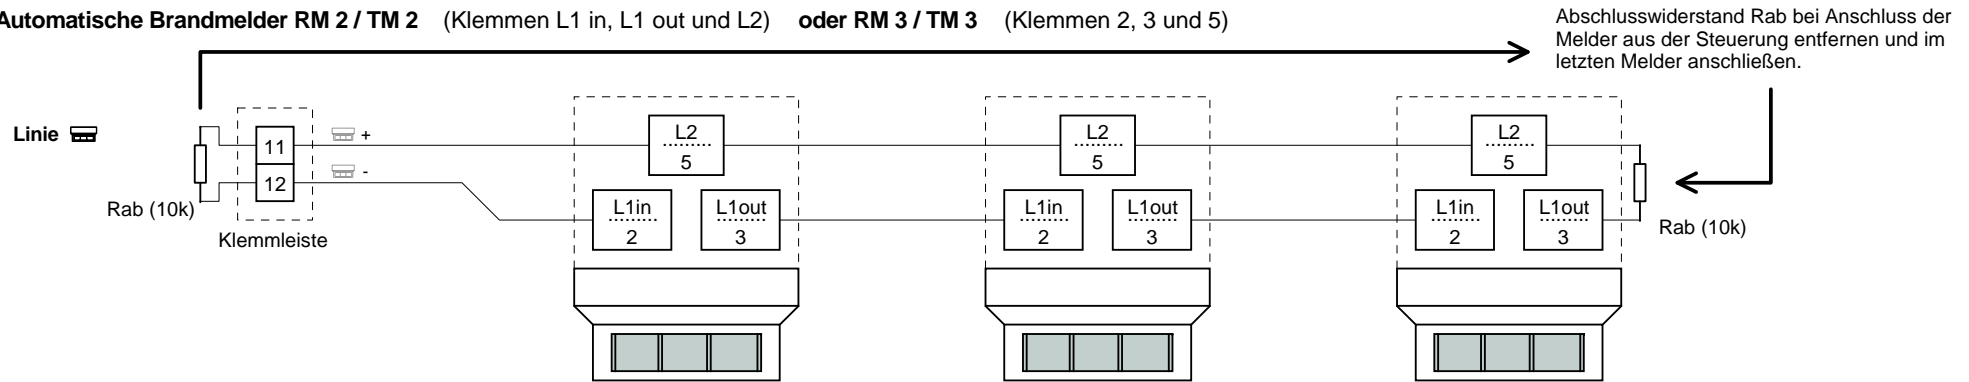 Automatische Brandmelder RM 2 / TM 2 (Klemmen L1 in, L1 out und L2) oder RM 3 / TM 3 (Klemmen 2, 3 und 5)
Abschlusswiderstand Rab bei Anschluss der
Melder aus der Steuerung entfernen und im
letzten Melder anschließen.
Linie
Rab (10k)
11
12
Klemmleiste
+
-
L2
5
L1in
2
L1out
3
L2
5
L1in
2
L1out
3
L2
5
L1in
2
L1out
3
Rab (10k)